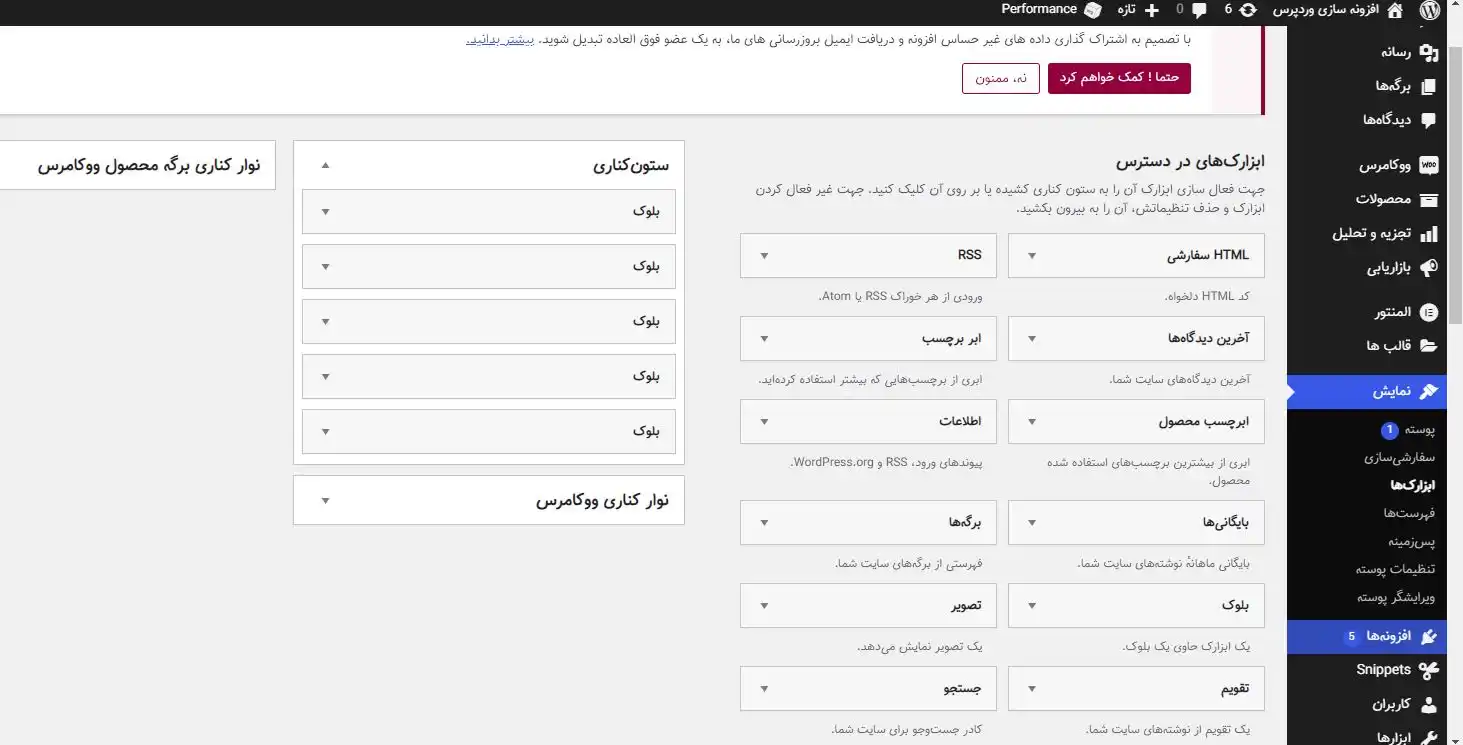 افزونه سازی وردپرس
6
0
تازه
Performance
رسانه
برگه‌ها
دیدگاه‌ها
ووکامرس
محصولات
تجزیه و تحلیل
بازاریابی
المنتور
قالب ها
نمایش
پوسته 1
سفارشی‌سازی
ابزارک‌ها
فهرست‌ها
پس‌زمینه
تنظیمات پوسته
ویرایشگر پوسته
افزونه‌ها 5
Snippets
کاربران
ابزارها
با تصمیم به اشتراک گذاری داده های غیر حساس افزونه و دریافت ایمیل بروزرسانی های ما، به یک عضو فوق العاده تبدیل شوید. بیشتر بدانید.
حتما ! کمک خواهم کرد
نه، ممنون
ابزارک‌های در دسترس
جهت فعال سازی ابزارک آن را به ستون کناری کشیده یا بر روی آن کلیک کنید. جهت غیر فعال کردن
ابزارک و حذف تنظیماتش، آن را به بیرون بکشید.
HTML سفارشی
کد HTML دلخواه.
RSS
ورودی از هر خوراک RSS یا Atom.
آخرین دیدگاه‌ها
آخرین دیدگاه‌های سایت شما.
ابر برچسب
ابری از برچسب‌هایی که بیشتر استفاده کرده‌اید.
ابرچسب محصول
ابری از بیشترین برچسب‌های استفاده شده
محصول.
اطلاعات
پیوندهای ورود، RSS و WordPress.org.
بایگانی‌ها
بایگانی ماهانهٔ نوشته‌های سایت شما.
برگه‌ها
فهرستی از برگه‌های سایت شما.
بلوک
یک ابزارک حاوی یک بلوک.
تصویر
یک تصویر نمایش می‌دهد.
تقویم
یک تقویم از نوشته‌های سایت شما.
جستجو
کادر جست‌وجو برای سایت شما.
ستون‌کناری
بلوک
بلوک
بلوک
بلوک
بلوک
نوار کناری ووکامرس
نوار کناری برگه محصول ووکامرس